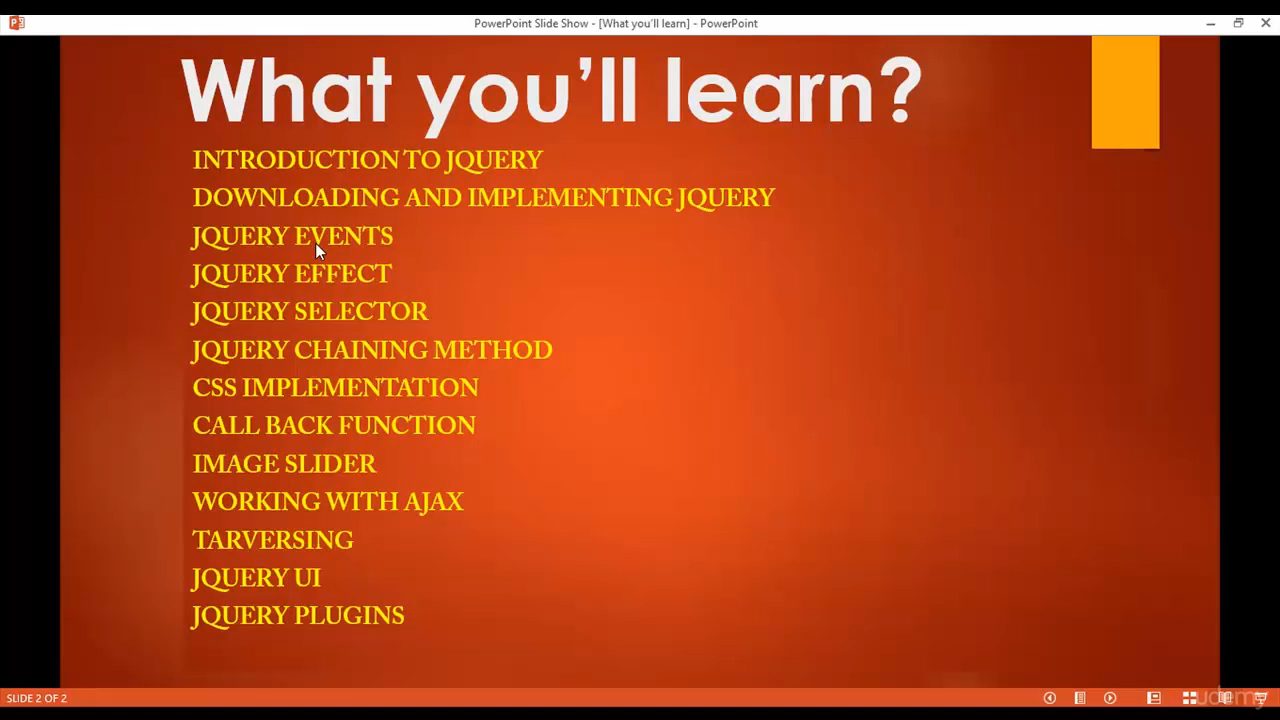 PowerPoint Slide Show - [What you'll learn] - PowerPoint
What you’ll learn?
INTRODUCTION TO JQUERY
DOWNLOADING AND IMPLEMENTING JQUERY
JQUERY EVENTS
JQUERY EFFECT
JQUERY SELECTOR
JQUERY CHAINING METHOD
CSS IMPLEMENTATION
CALL BACK FUNCTION
IMAGE SLIDER
WORKING WITH AJAX
TARVERSING
JQUERY UI
JQUERY PLUGINS
SLIDE 2 OF 2
udemy